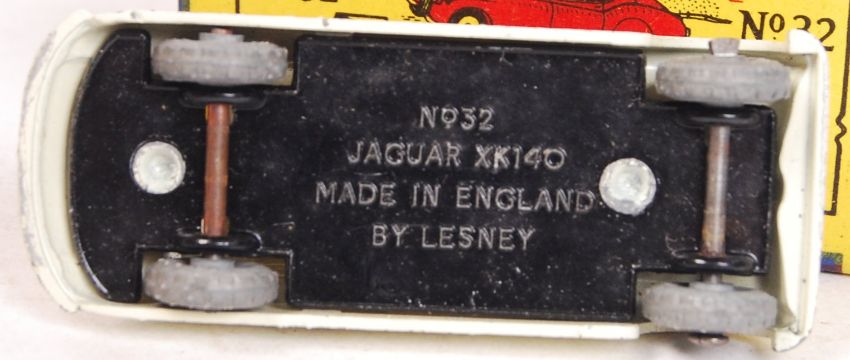 Nº32
Nº32
JAGUAR XK140
MADE IN ENGLAND
BY LESNEY